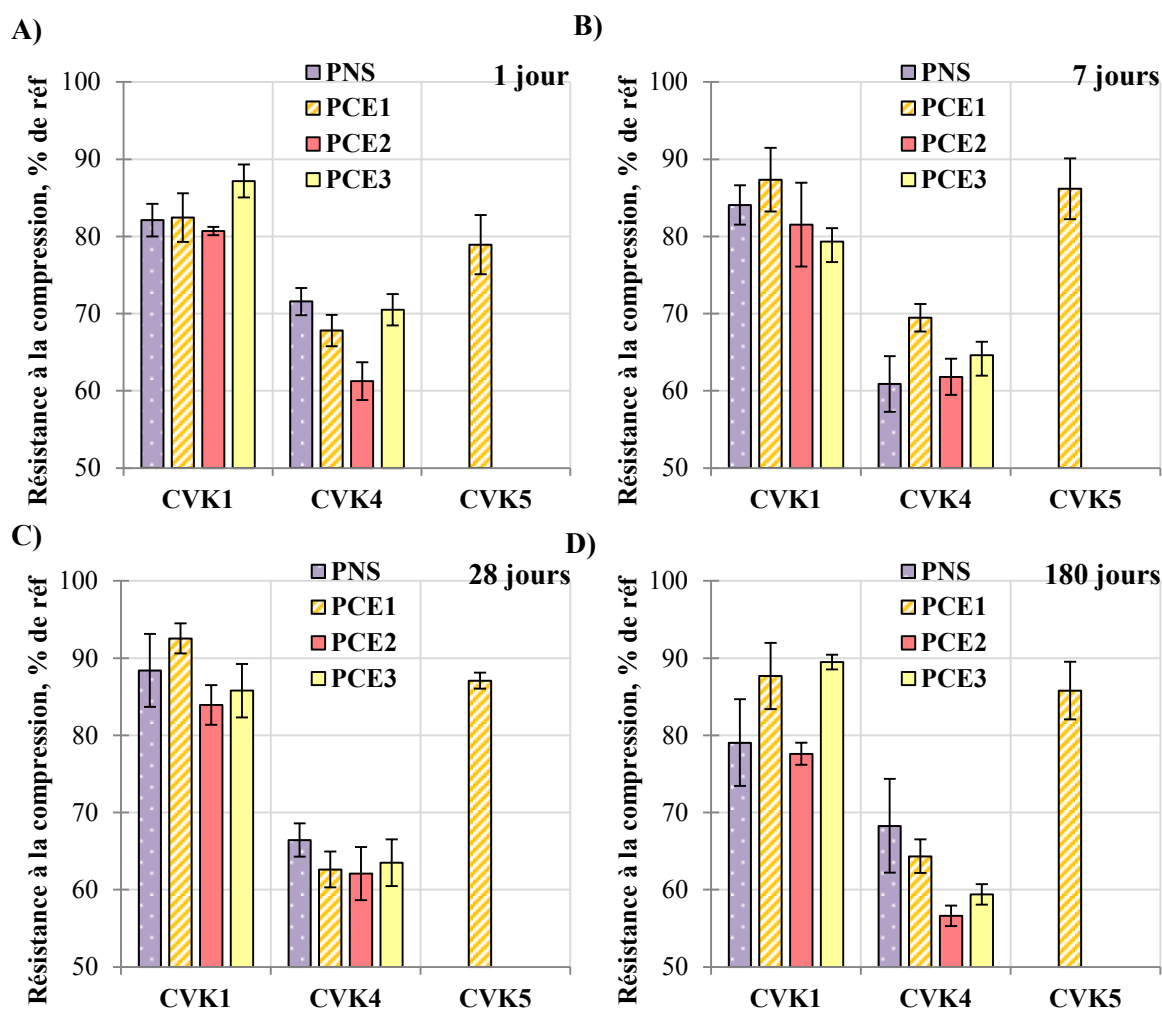 A)
Résistance à la compression, % de réf
100
90
80
70
60
50
PNS
PCE1
PCE2
PCE3
1 jour
CVK1 CVK4 CVK5
B)
Résistance à la compression, % de réf
100
90
80
70
60
50
PNS
PCE1
PCE2
PCE3
7 jours
CVK1 CVK4 CVK5
C)
Résistance à la compression, % de réf
100
90
80
70
60
50
PNS
PCE1
PCE2
PCE3
28 jours
CVK1 CVK4 CVK5
D)
Résistance à la compression, % de réf
100
90
80
70
60
50
PNS
PCE1
PCE2
PCE3
180 jours
CVK1 CVK4 CVK5